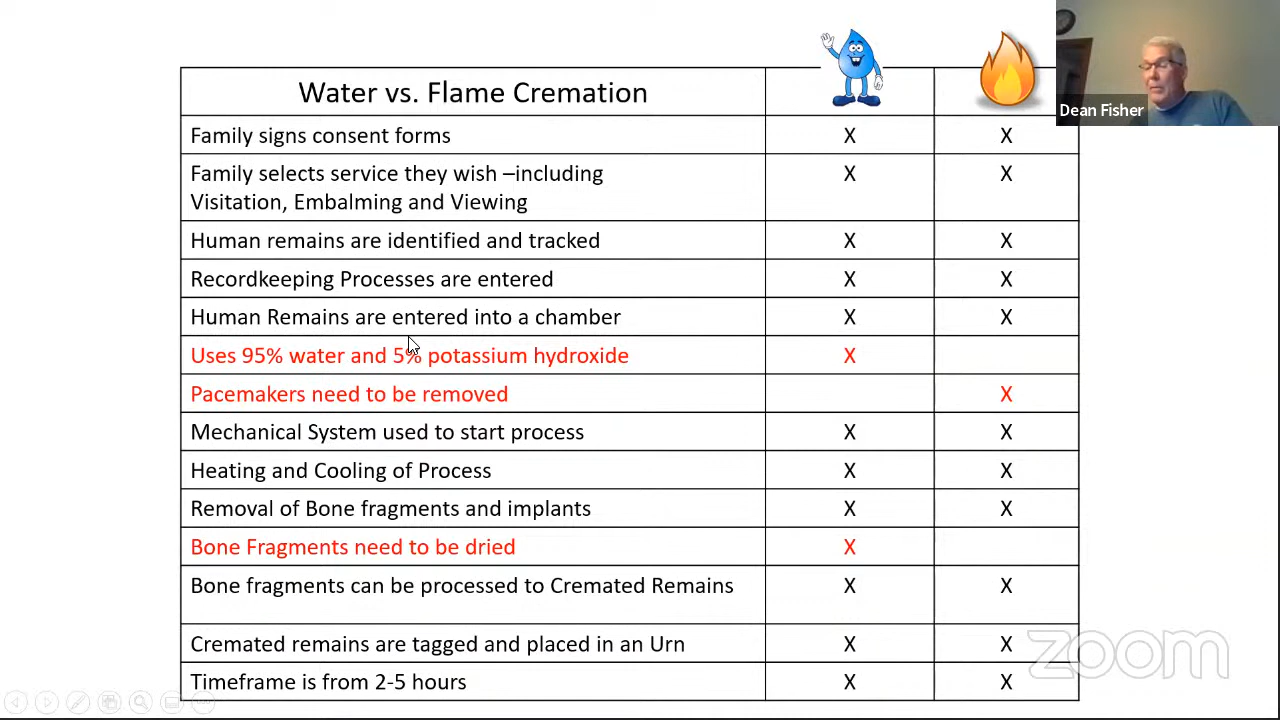 Dean Fisher
Water vs. Flame Cremation
Family signs consent forms X X
Family selects service they wish –including X X
Visitation, Embalming and Viewing
Human remains are identified and tracked X X
Recordkeeping Processes are entered X X
Human Remains are entered into a chamber X X
Uses 95% water and 5% potassium hydroxide X
Pacemakers need to be removed X
Mechanical System used to start process X X
Heating and Cooling of Process X X
Removal of Bone fragments and implants X X
Bone Fragments need to be dried X
Bone fragments can be processed to Cremated Remains X X
Cremated remains are tagged and placed in an Urn X X
zoom
Timeframe is from 2-5 hours X X